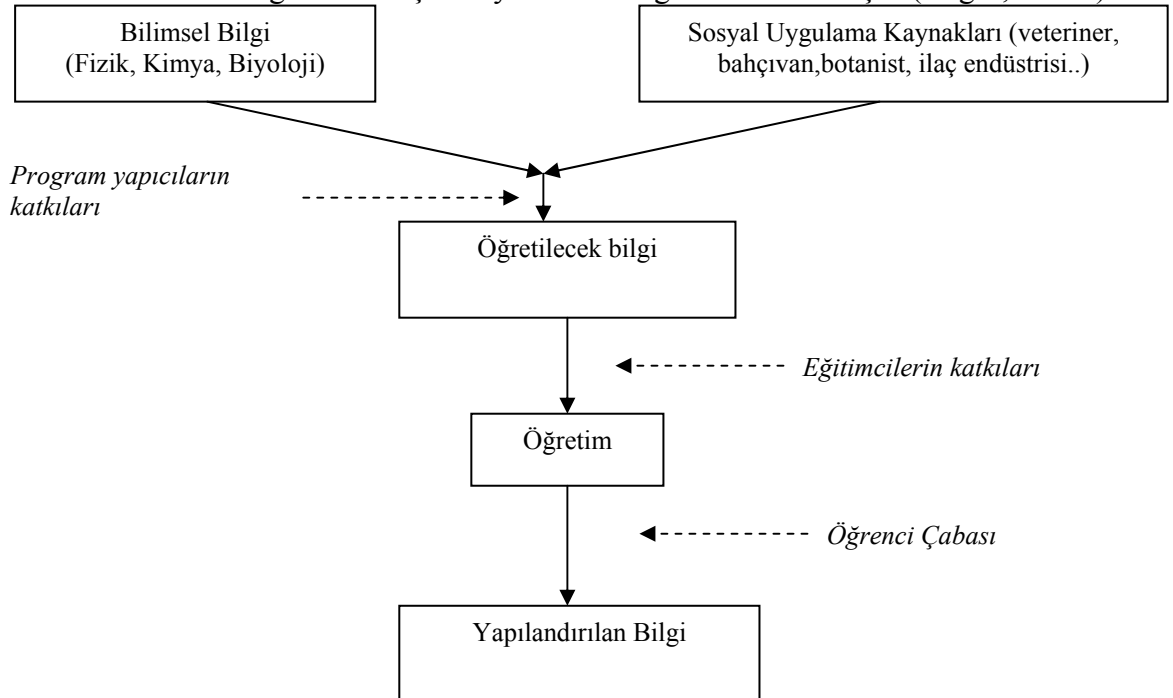 Bilimsel Bilgi
(Fizik, Kimya, Biyoloji)
Sosyal Uygulama Kaynakları (veteriner,
bahçıvan,botanist, ilaç endüstrisi..)
Program yapıcıların
katkıları
Öğretilecek bilgi
Eğitimcilerin katkıları
Öğretim
Öğrenci Çabası
Yapılandırılan Bilgi